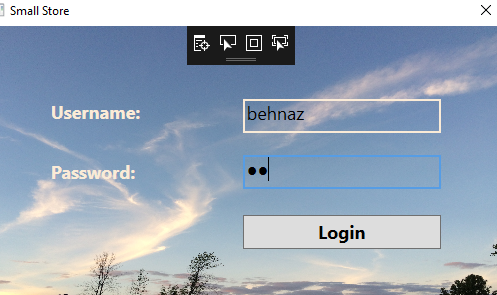 Small Store
Username:
behnaz
Password:
●●
Login